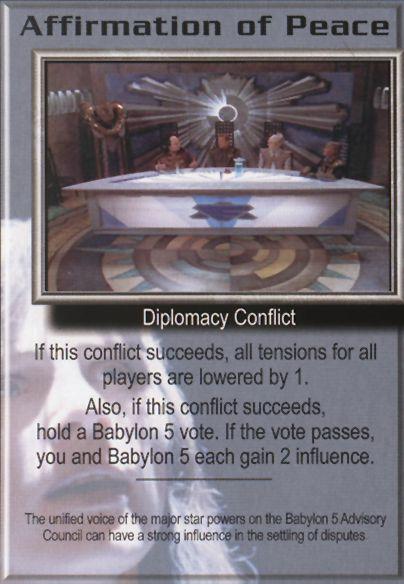 Affirmation of Peace
Diplomacy Conflict
If this conflict succeeds, all tensions for all
players are lowered by 1.
Also, if this conflict succeeds,
hold a Babylon 5 vote. If the vote passes,
you and Babylon 5 each gain 2 influence.
The unified voice of the major star powers on the Babylon 5 Advisory
Council can have a strong influence in the settling of disputes.